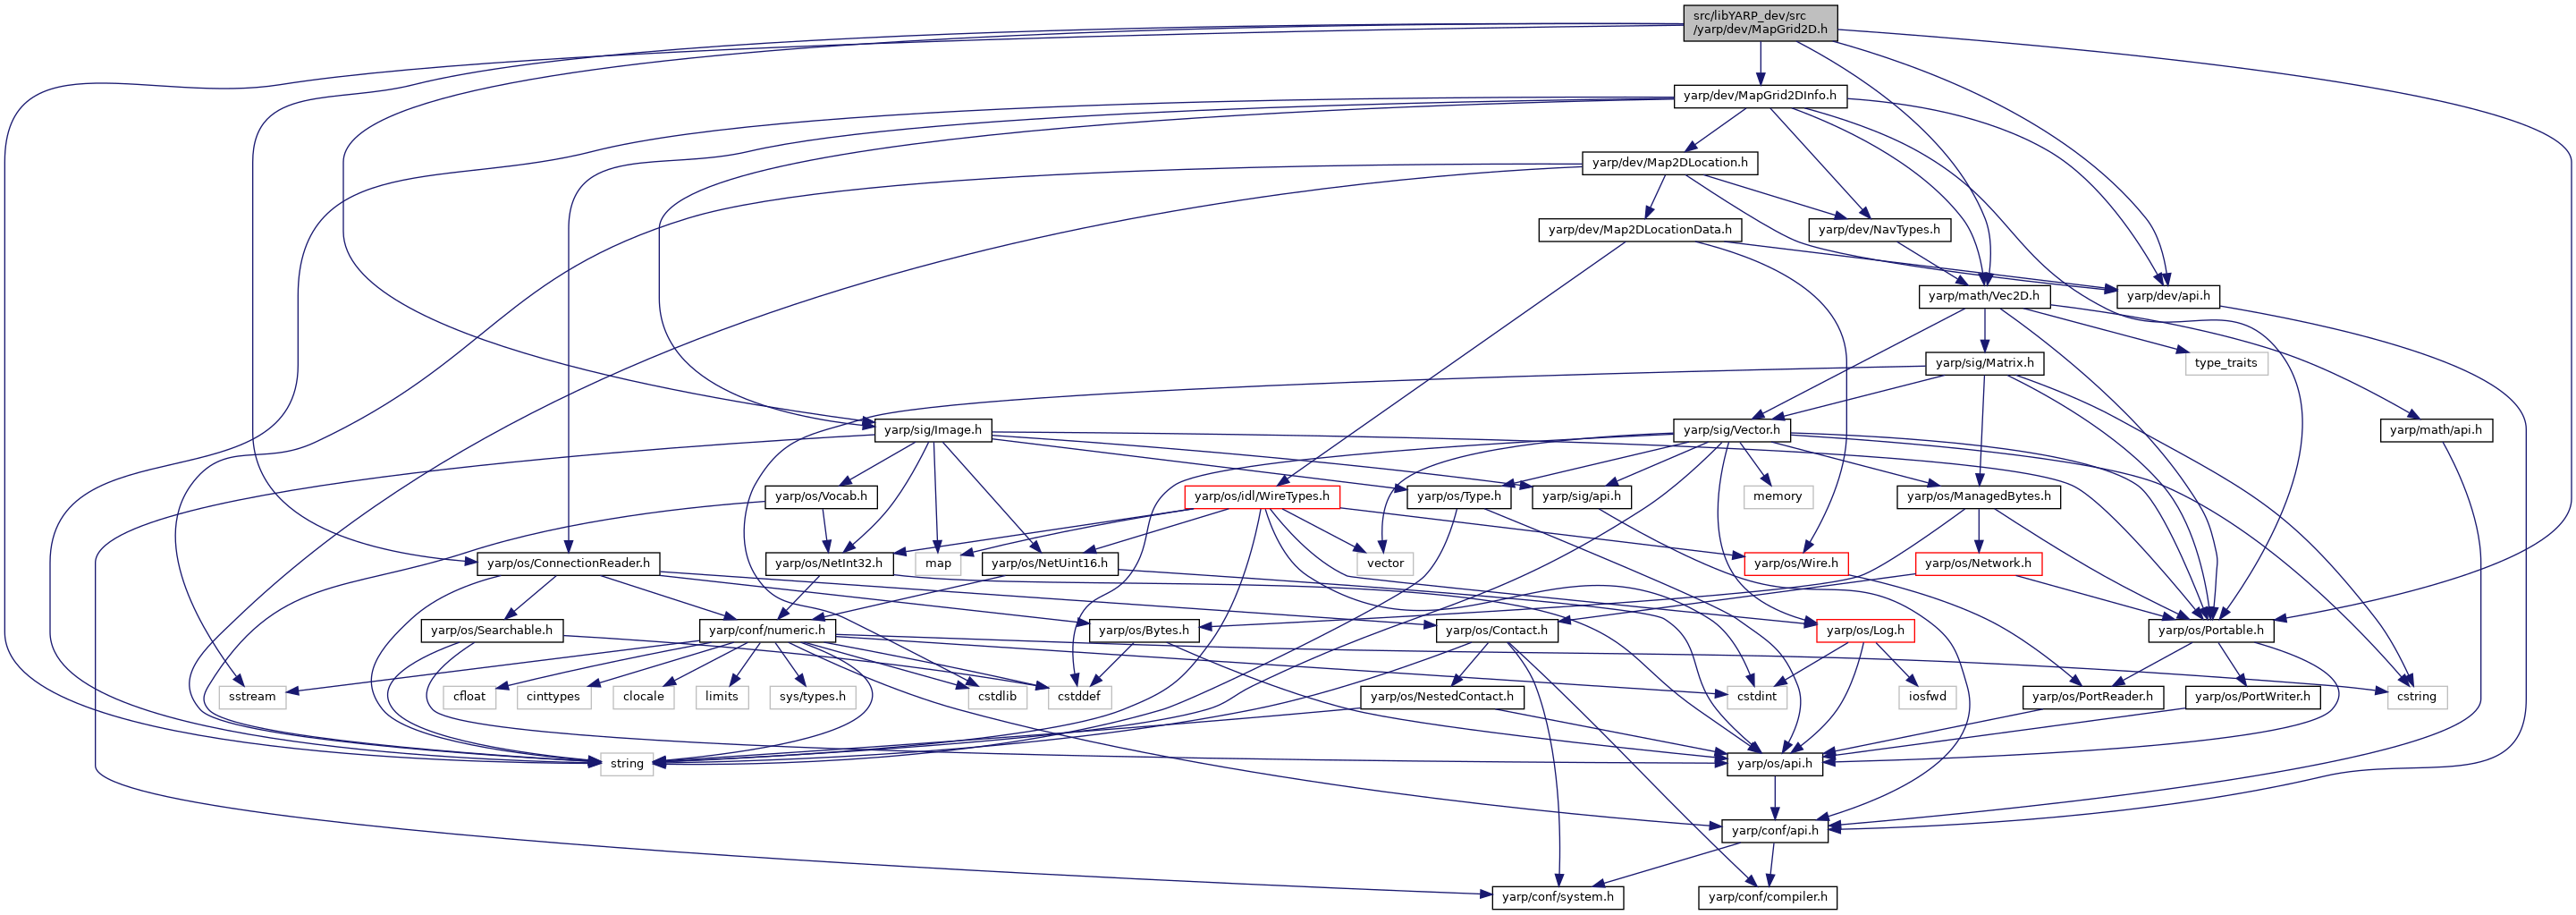 src/libYARP_dev/src
/yarp/dev/MapGrid2D.h
yarp/dev/MapGrid2DInfo.h
yarp/dev/Map2DLocation.h
yarp/dev/Map2DLocationData.h
yarp/dev/NavTypes.h
yarp/math/Vec2D.h
yarp/dev/api.h
yarp/sig/Matrix.h
type_traits
yarp/sig/Image.h
yarp/sig/Vector.h
yarp/math/api.h
yarp/os/Vocab.h
yarp/os/idl/WireTypes.h
yarp/os/Type.h
yarp/sig/api.h
memory
yarp/os/ManagedBytes.h
yarp/os/ConnectionReader.h
yarp/os/NetInt32.h
map
yarp/os/NetUint16.h
vector
yarp/os/Wire.h
yarp/os/Network.h
yarp/os/Searchable.h
yarp/conf/numeric.h
yarp/os/Bytes.h
yarp/os/Contact.h
yarp/os/Log.h
yarp/os/Portable.h
sstream
cfloat
cinttypes
clocale
limits
sys/types.h
cstdlib
cstddef
yarp/os/NestedContact.h
cstdint
iosfwd
yarp/os/PortReader.h
yarp/os/PortWriter.h
cstring
string
yarp/os/api.h
yarp/conf/api.h
yarp/conf/system.h
yarp/conf/compiler.h